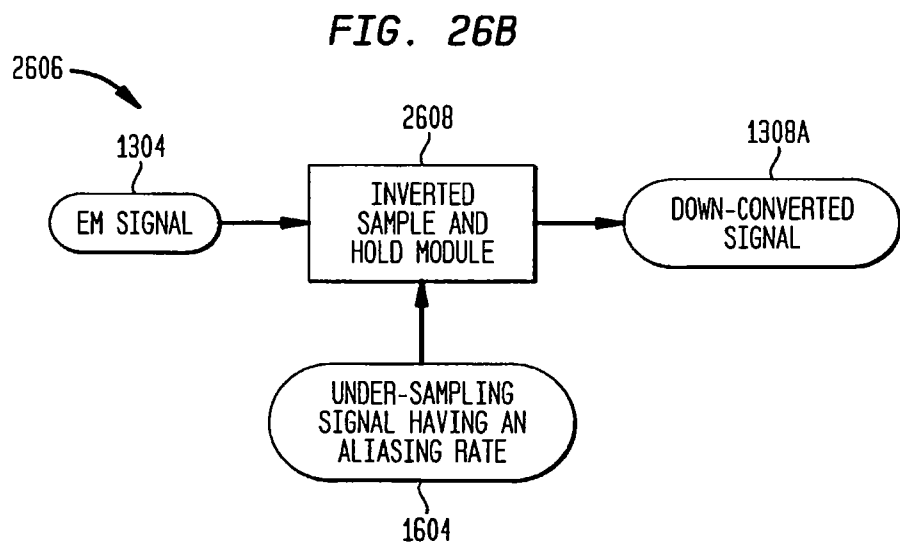 FIG. 26B
2606
1304
2608
1308A
EM SIGNAL
INVERTED
SAMPLE AND
HOLD MODULE
DOWN-CONVERTED
SIGNAL
UNDER-SAMPLING
SIGNAL HAVING AN
ALIASING RATE
1604